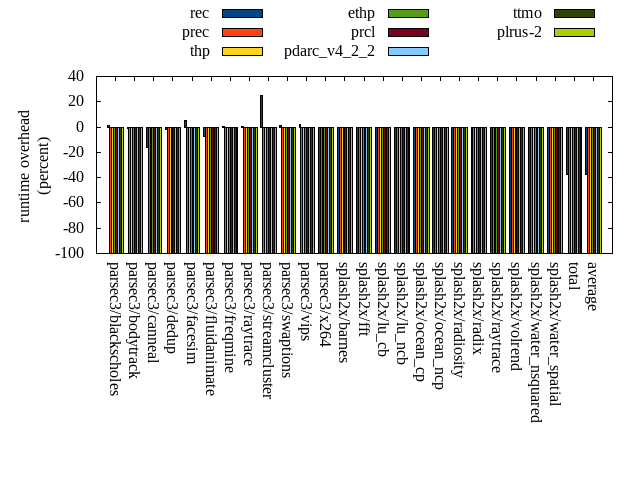 rec ethp ttmo
prec prcl plrus-2
thp pdarc_v4_2_2
runtime overhead
(percent)
40
20
0
-20
-40
-60
-80
-100
parsec3/blackscholes
parsec3/bodytrack
parsec3/canneal
parsec3/dedup
parsec3/facesim
parsec3/fluidanimate
parsec3/freqmine
parsec3/raytrace
parsec3/streamcluster
parsec3/swaptions
parsec3/vips
parsec3/x264
splash2x/barnes
splash2x/fft
splash2x/lu_cb
splash2x/lu_ncb
splash2x/ocean_cp
splash2x/ocean_ncp
splash2x/radiosity
splash2x/radix
splash2x/raytrace
splash2x/volrend
splash2x/water_nsquared
splash2x/water_spatial
total
average